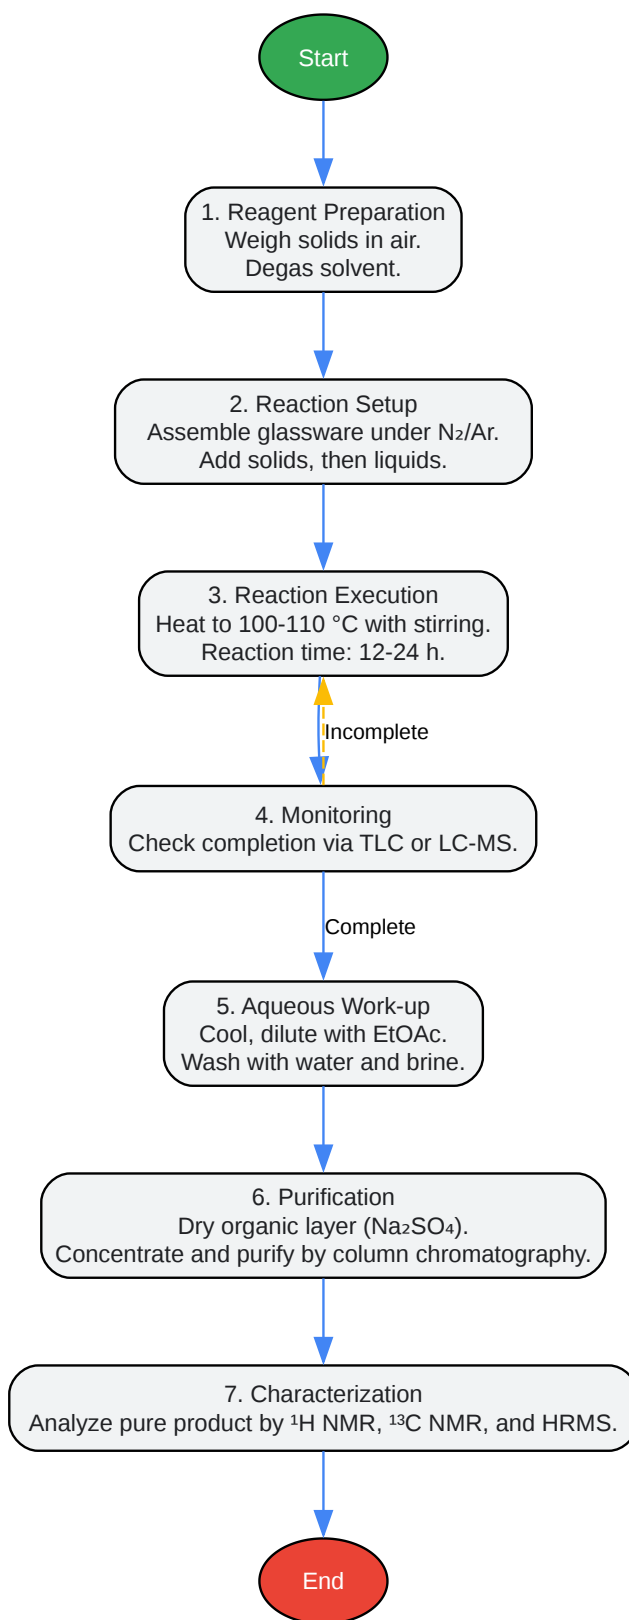 Start
1. Reagent Preparation
Weigh solids in air.
Degas solvent.
2. Reaction Setup
Assemble glassware under N₂/Ar.
Add solids, then liquids.
3. Reaction Execution
Heat to 100-110 °C with stirring.
Reaction time: 12-24 h.
Incomplete
4. Monitoring
Check completion via TLC or LC-MS.
Complete
5. Aqueous Work-up
Cool, dilute with EtOAc.
Wash with water and brine.
6. Purification
Dry organic layer (Na₂SO₄).
Concentrate and purify by column chromatography.
7. Characterization
Analyze pure product by ¹H NMR, ¹³C NMR, and HRMS.
End